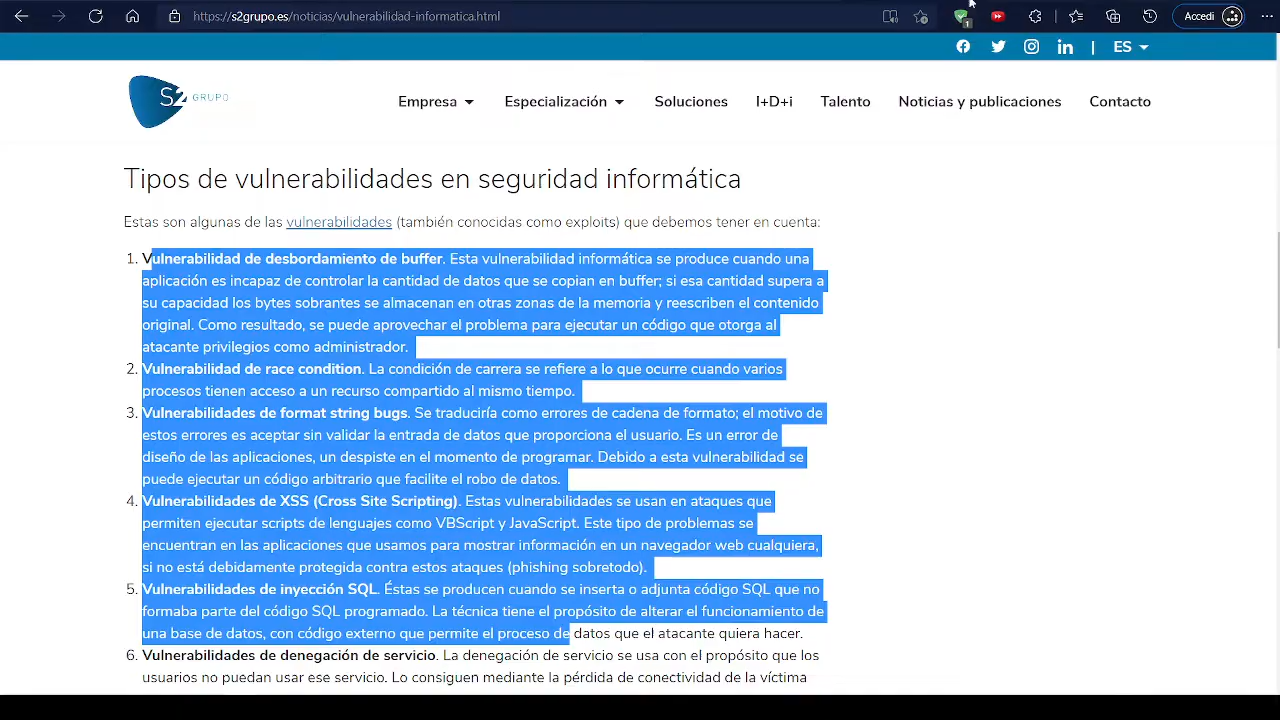 https://s2grupo.es/noticias/vulnerabilidad-informatica.html
1
Accedi
ES
S2 GRUPO
Empresa
Especialización
Soluciones
I+D+i
Talento
Noticias y publicaciones
Contacto
Tipos de vulnerabilidades en seguridad informática
Estas son algunas de las vulnerabilidades (también conocidas como exploits) que debemos tener en cuenta:
1. Vulnerabilidad de desbordamiento de buffer. Esta vulnerabilidad informática se produce cuando una
aplicación es incapaz de controlar la cantidad de datos que se copian en buffer; si esa cantidad supera a
su capacidad los bytes sobrantes se almacenan en otras zonas de la memoria y reescriben el contenido
original. Como resultado, se puede aprovechar el problema para ejecutar un código que otorga al
atacante privilegios como administrador.
2. Vulnerabilidad de race condition. La condición de carrera se refiere a lo que ocurre cuando varios
procesos tienen acceso a un recurso compartido al mismo tiempo.
3. Vulnerabilidades de format string bugs. Se traduciría como errores de cadena de formato; el motivo de
estos errores es aceptar sin validar la entrada de datos que proporciona el usuario. Es un error de
diseño de las aplicaciones, un despiste en el momento de programar. Debido a esta vulnerabilidad se
puede ejecutar un código arbitrario que facilite el robo de datos.
4. Vulnerabilidades de XSS (Cross Site Scripting). Estas vulnerabilidades se usan en ataques que
permiten ejecutar scripts de lenguajes como VBScript y JavaScript. Este tipo de problemas se
encuentran en las aplicaciones que usamos para mostrar información en un navegador web cualquiera,
si no está debidamente protegida contra estos ataques (phishing sobretodo).
5. Vulnerabilidades de inyección SQL. Éstas se producen cuando se inserta o adjunta código SQL que no
formaba parte del código SQL programado. La técnica tiene el propósito de alterar el funcionamiento de
una base de datos, con código externo que permite el proceso de datos que el atacante quiera hacer.
6. Vulnerabilidades de denegación de servicio. La denegación de servicio se usa con el propósito que los
usuarios no puedan usar ese servicio. Lo consiguen mediante la pérdida de conectividad de la víctima